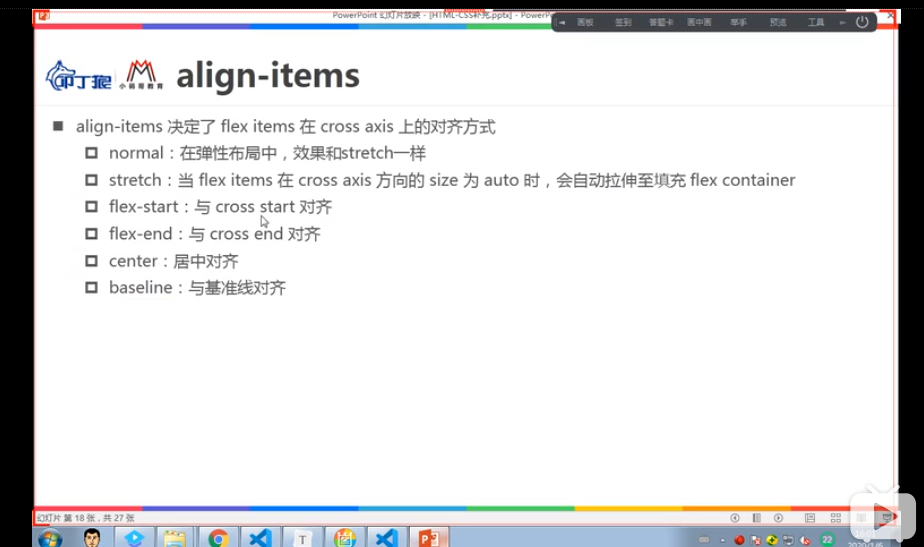 PowerPoint 幻灯片放映 - [HTML-CSS补充.pptx] - PowerP
画板 签到 答题卡 画中画 举手 预览 工具
叩丁狼 小码哥教育 align-items
align-items 决定了 flex items 在 cross axis 上的对齐方式
normal：在弹性布局中，效果和stretch一样
stretch：当 flex items 在 cross axis 方向的 size 为 auto 时，会自动拉伸至填充 flex container
flex-start：与 cross start 对齐
flex-end：与 cross end 对齐
center：居中对齐
baseline：与基准线对齐
幻灯片 第 18 张，共 27 张
T
22